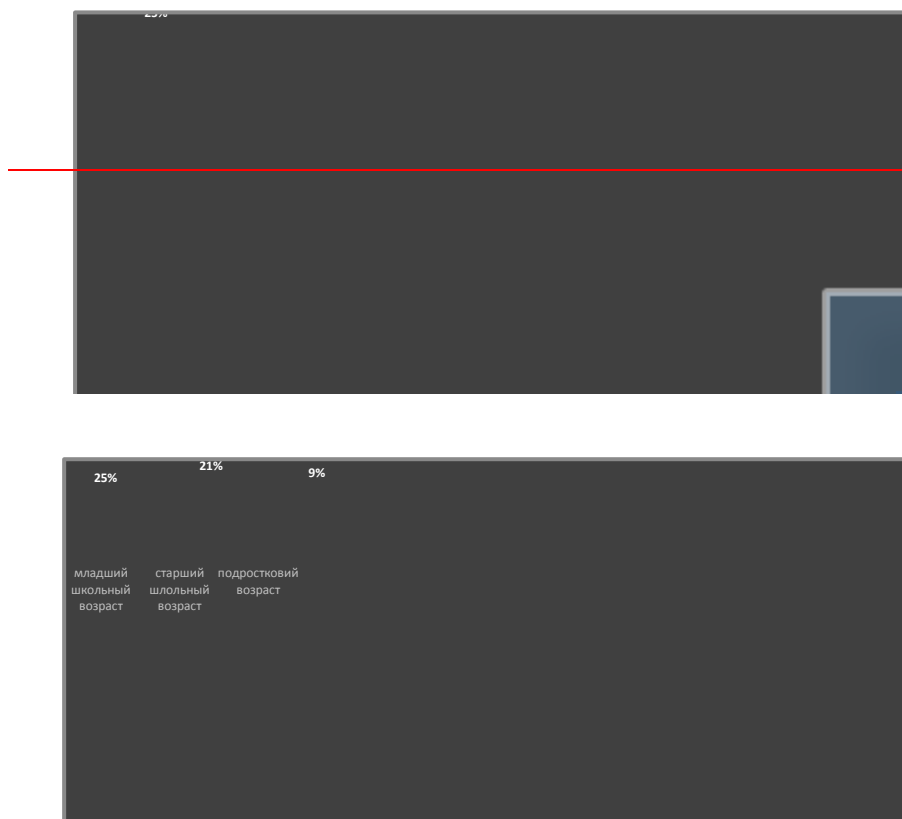 21%
25%
9%
младший
школьный
возраст
старший
шлольный
возраст
подростковий
возраст